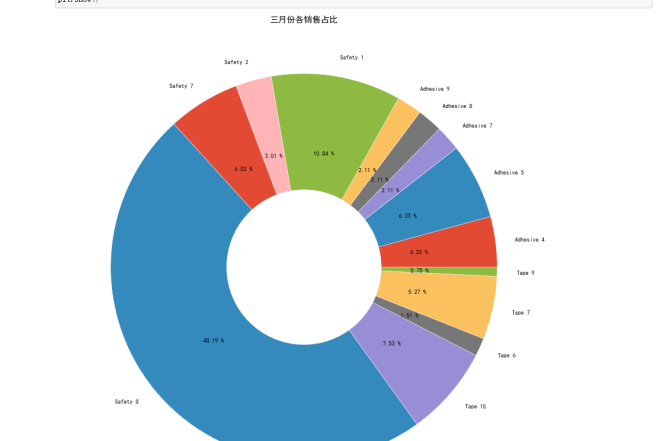 plt.show()
三月份各销售占比
Safety 1
Safety 2
Adhesive 9
Safety 7
Adhesive 8
Adhesive 7
10.84 %
3.01 %
6.02 %
2.11 %
2.11 %
2.11 %
Adhesive 5
6.33 %
Adhesive 4
4.22 %
0.75 %
Tape 9
5.27 %
Tape 7
1.51 %
7.53 %
Tape 6
48.19 %
Safety 8
Tape 10